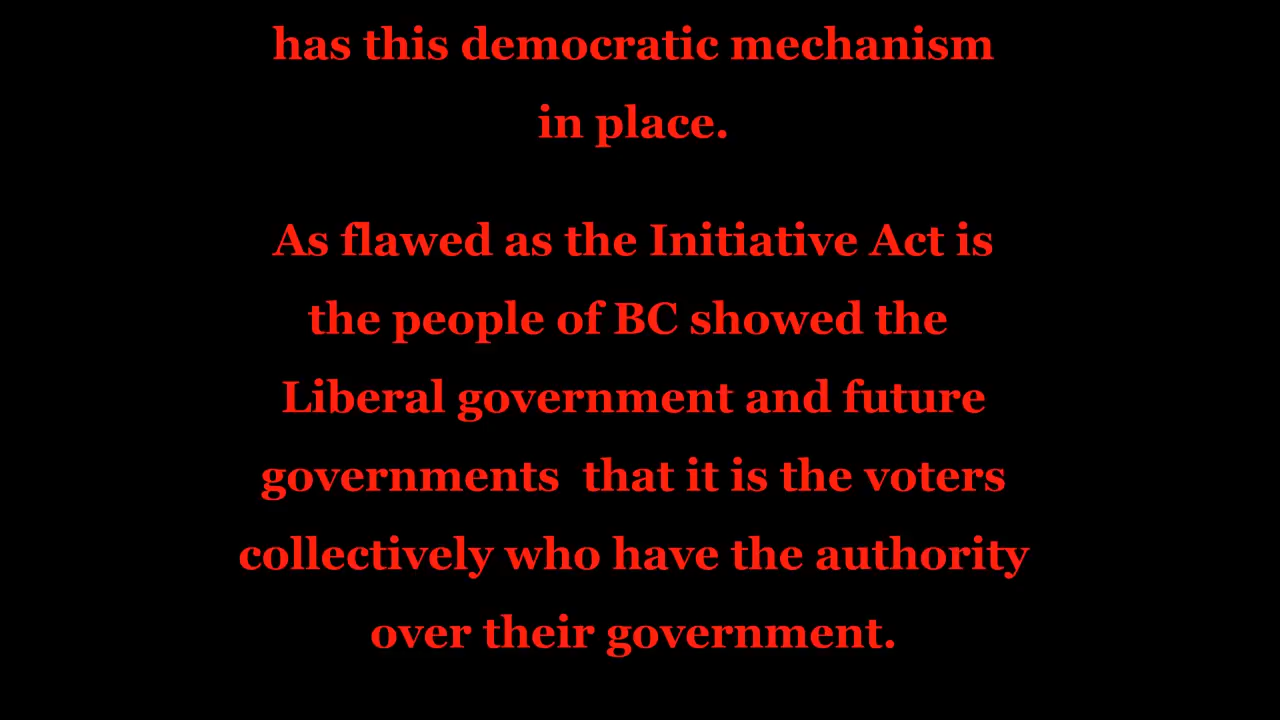 has this democratic mechanism
in place.
As flawed as the Initiative Act is
the people of BC showed the
Liberal government and future
governments  that it is the voters
collectively who have the authority
over their government.